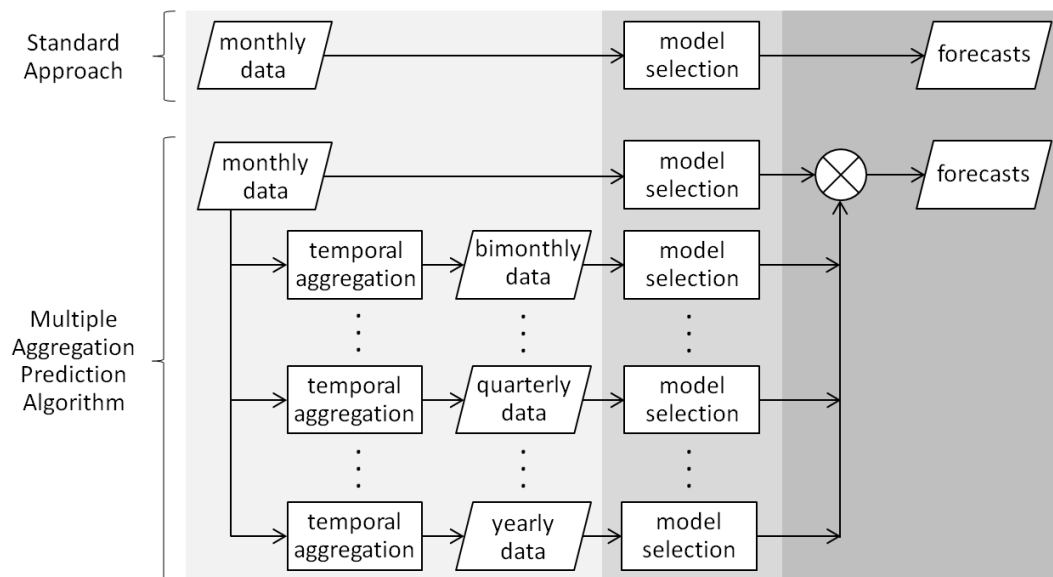 Standard
Approach
monthly
data
model
selection
forecasts
Multiple
Aggregation
Prediction
Algorithm
monthly
data
model
selection
forecasts
temporal
aggregation
bimonthly
data
model
selection
temporal
aggregation
quarterly
data
model
selection
temporal
aggregation
yearly
data
model
selection